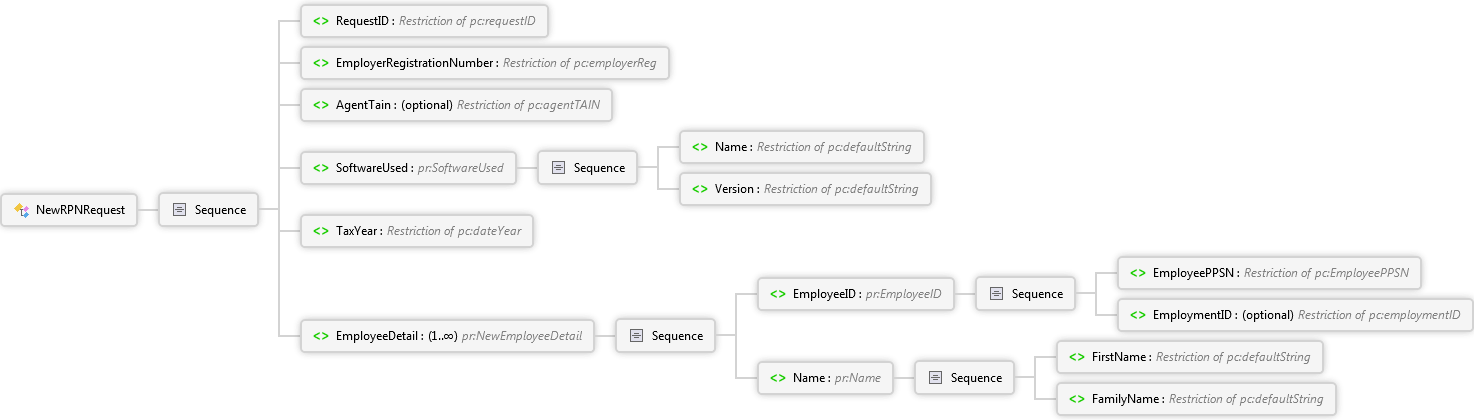 RequestID : Restriction of pc:requestID
EmployerRegistrationNumber : Restriction of pc:employerReg
AgentTain : (optional) Restriction of pc:agentTAIN
Name : Restriction of pc:defaultString
SoftwareUsed : pr:SoftwareUsed
Sequence
Version : Restriction of pc:defaultString
NewRPNRequest
Sequence
TaxYear : Restriction of pc:dateYear
EmployeePPSN : Restriction of pc:EmployeePPSN
EmployeeID : pr:EmployeeID
Sequence
EmploymentID : (optional) Restriction of pc:employmentID
EmployeeDetail : (1..∞) pr:NewEmployeeDetail
Sequence
FirstName : Restriction of pc:defaultString
Name : pr:Name
Sequence
FamilyName : Restriction of pc:defaultString